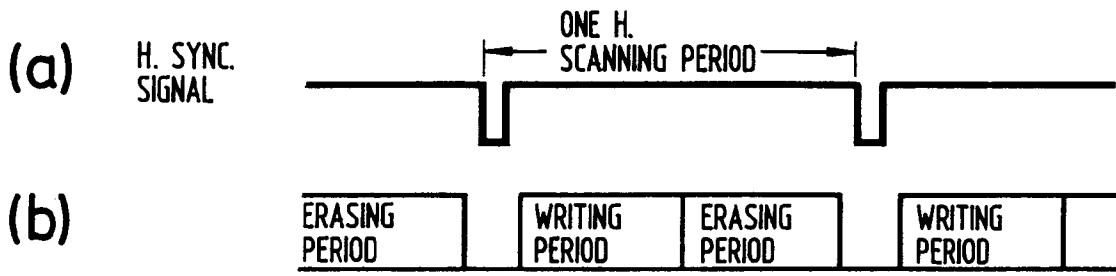 (a)
H. SYNC.
SIGNAL
ONE H.
SCANNING PERIOD
(b)
ERASING
PERIOD
WRITING
PERIOD
ERASING
PERIOD
WRITING
PERIOD